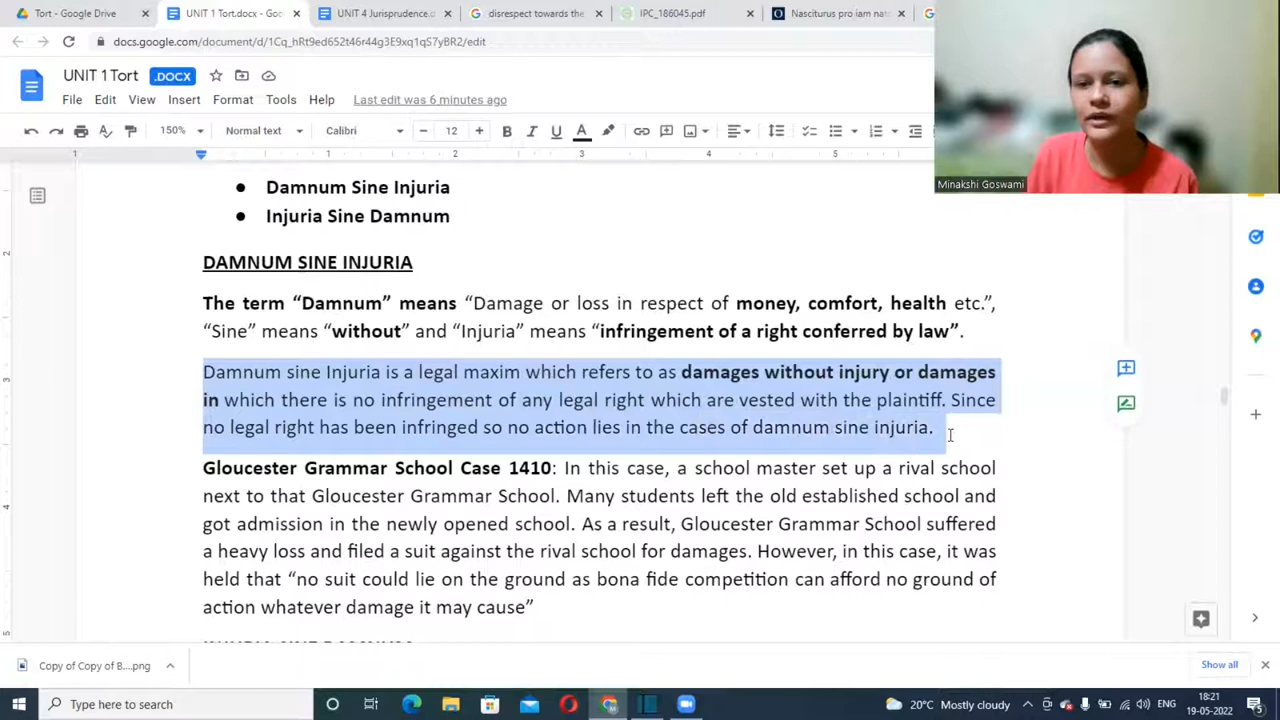 Tort - Google Drive
UNIT 1 Tort.docx - Goo
UNIT 4 Jurisprudence.d
disrespect towards the
IPC_186045.pdf
Nasciturus pro iam nat
docs.google.com/document/d/1Cq_hRt9ed652t46r44g3E9xq1qS7yBR2/edit
UNIT 1 Tort .DOCX
File Edit View Insert Format Tools Help Last edit was 6 minutes ago
150% Normal text Calibri 12
1 1 2 3 4 5
Minakshi Goswami
● Damnum Sine Injuria
● Injuria Sine Damnum
DAMNUM SINE INJURIA
The term “Damnum” means “Damage or loss in respect of money, comfort, health etc.”,
“Sine” means “without” and “Injuria” means “infringement of a right conferred by law”.
Damnum sine Injuria is a legal maxim which refers to as damages without injury or damages
in which there is no infringement of any legal right which are vested with the plaintiff. Since
no legal right has been infringed so no action lies in the cases of damnum sine injuria.
Gloucester Grammar School Case 1410: In this case, a school master set up a rival school
next to that Gloucester Grammar School. Many students left the old established school and
got admission in the newly opened school. As a result, Gloucester Grammar School suffered
a heavy loss and filed a suit against the rival school for damages. However, in this case, it was
held that “no suit could lie on the ground as bona fide competition can afford no ground of
action whatever damage it may cause”
Copy of Copy of B....png
Show all
Type here to search
20°C Mostly cloudy
ENG
18:21
19-05-2022
5